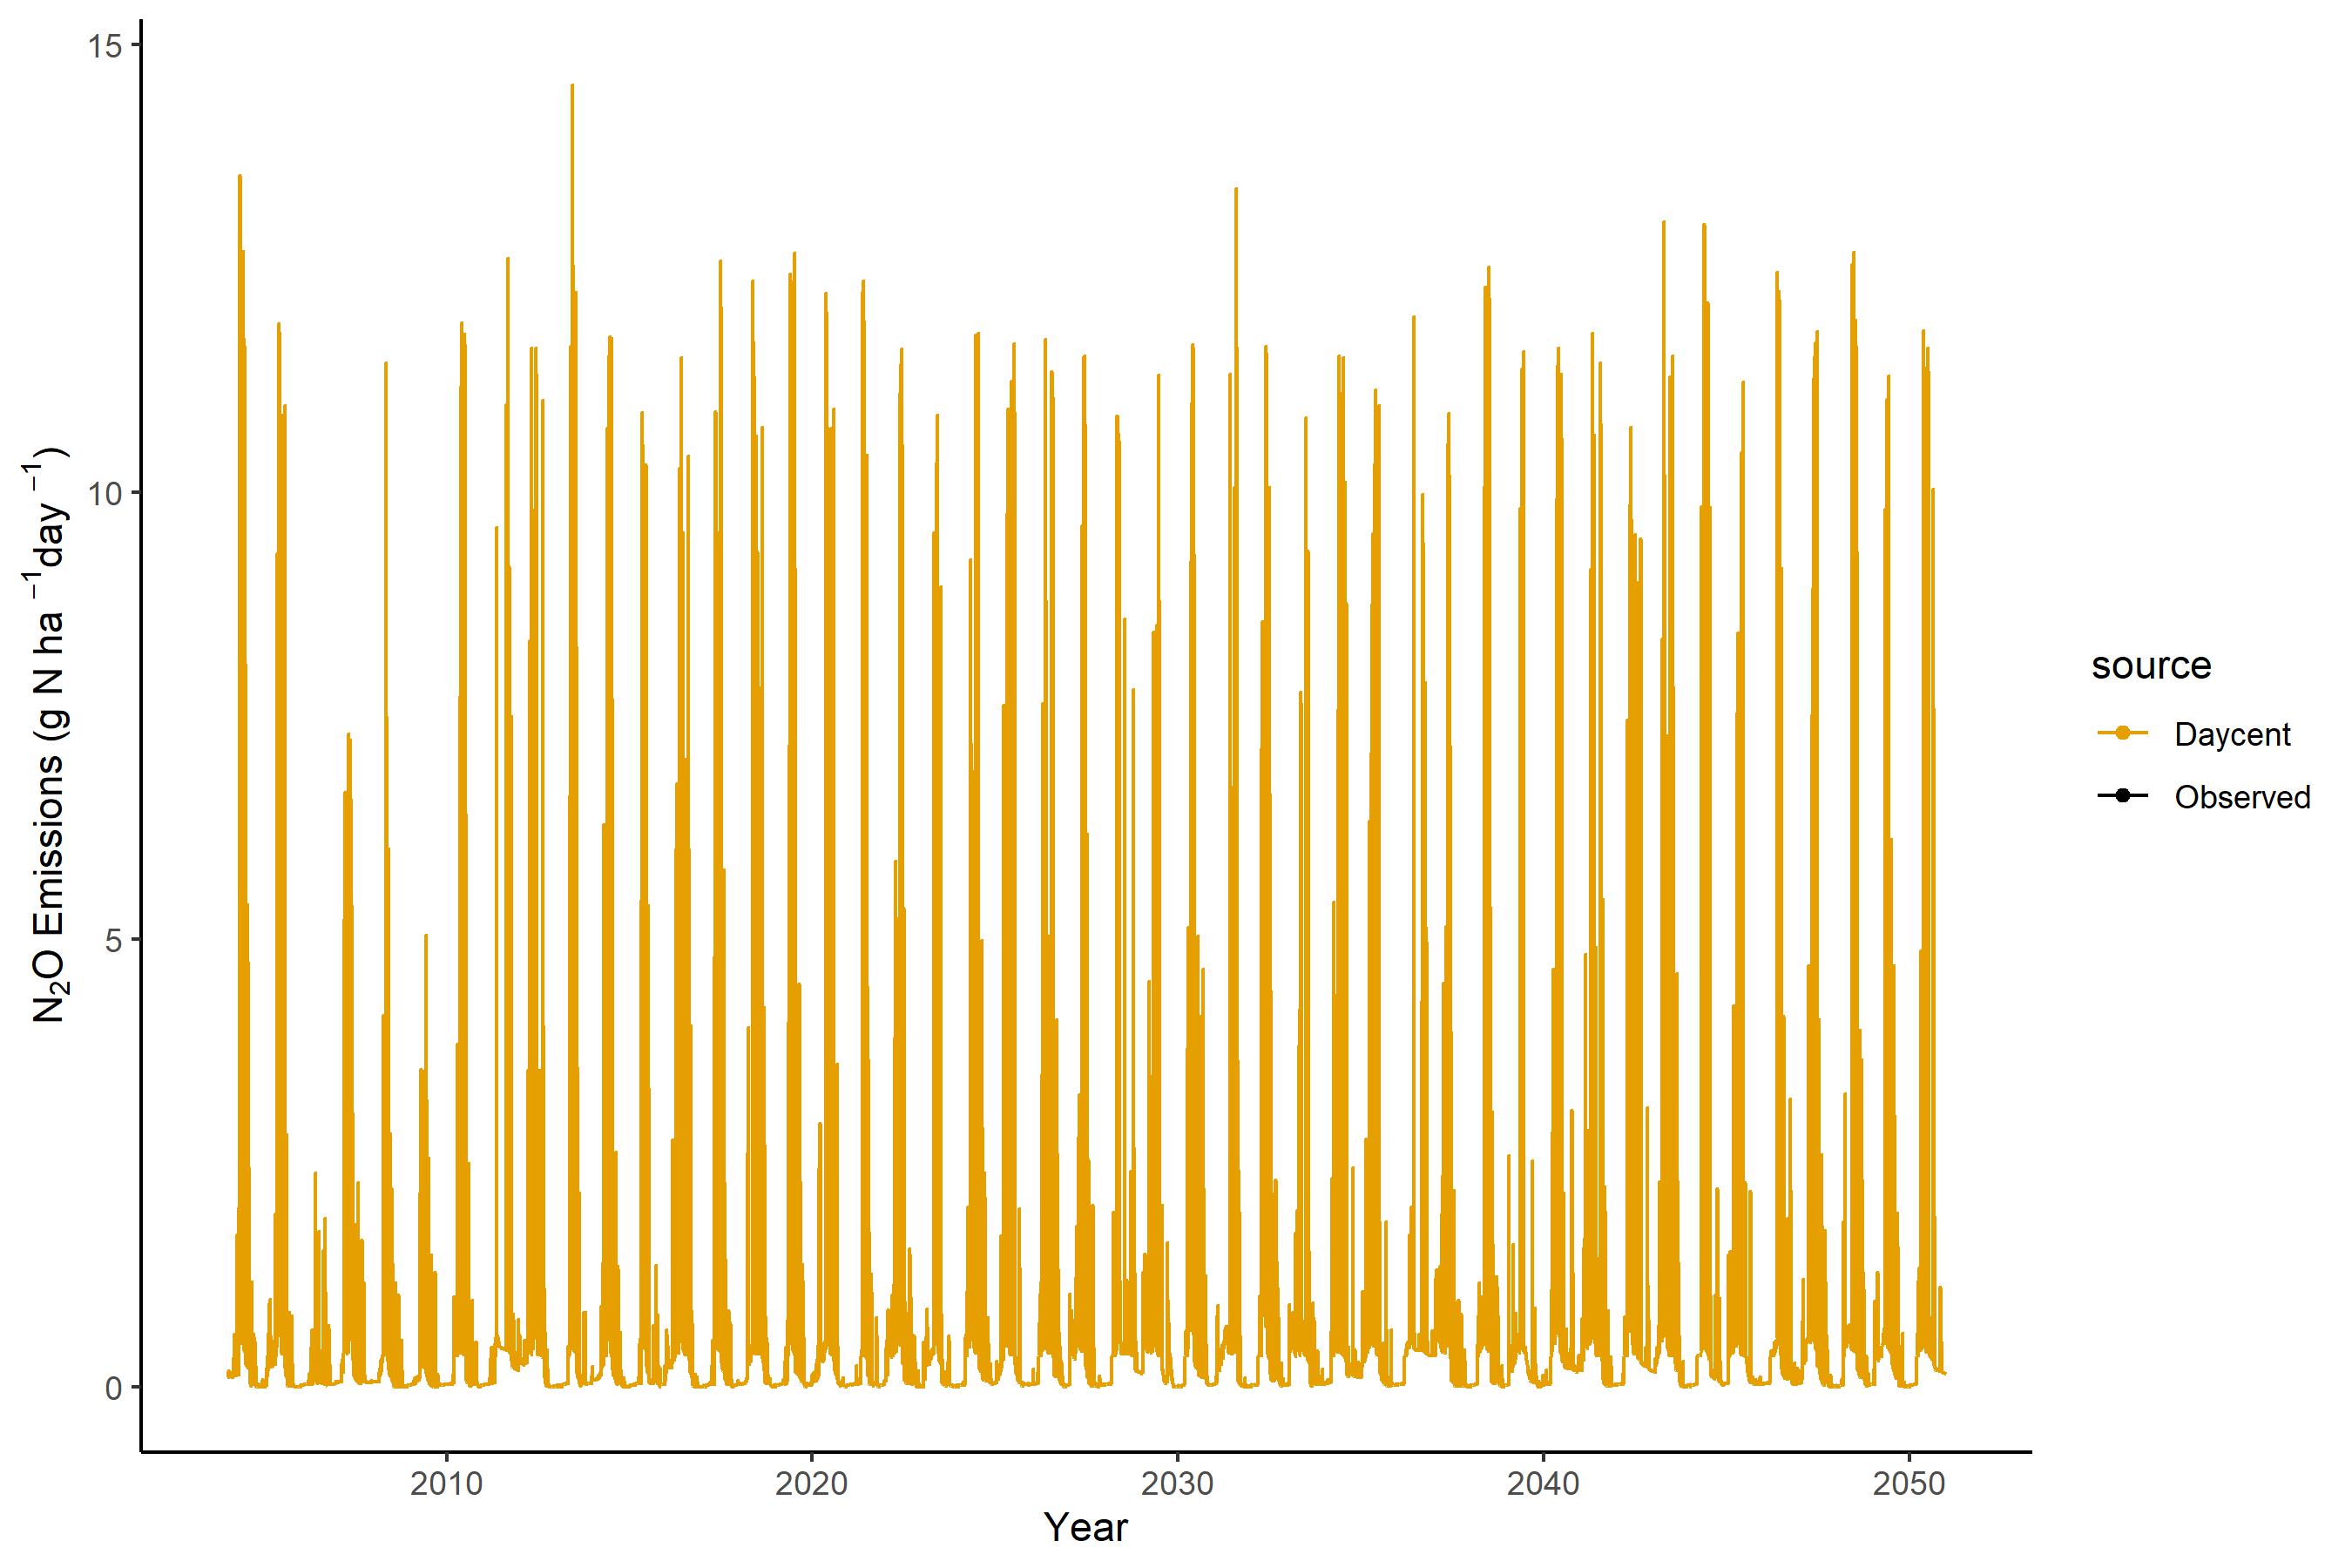 15
10
5
0
N₂O Emissions (g N ha ⁻¹day ⁻¹)
2010 2020 2030 2040 2050
Year
source
Daycent
Observed